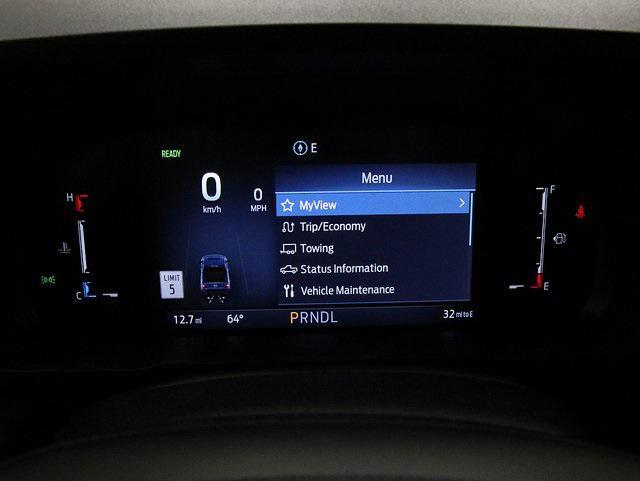 READY
E
0
km/h
0
MPH
Menu
MyView
Trip/Economy
Towing
Status Information
Vehicle Maintenance
LIMIT
5
12.7 mi
64°
PRNDL
32 mi to E
H
C
F
E